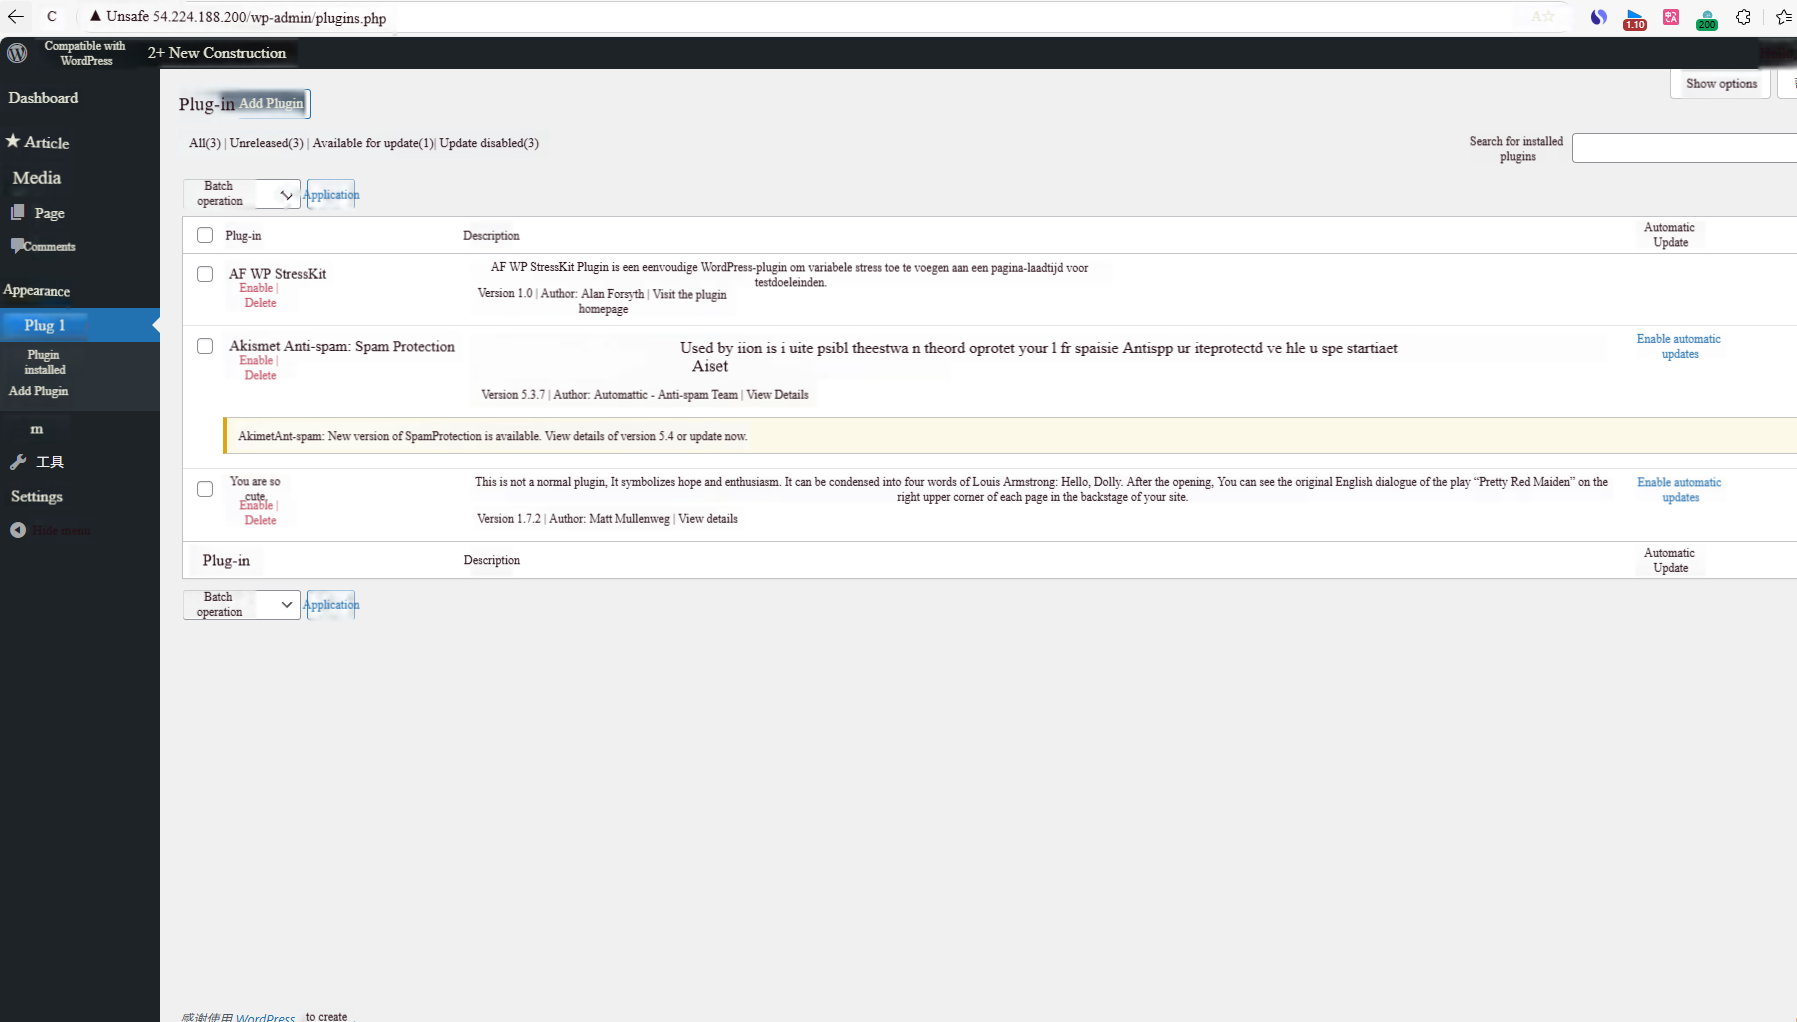 Unsafe 54.224.188.200/wp-admin/plugins.php
1.10
200
Compatible with
WordPress
2+ New Construction
Dashboard
Article
Media
Page
Comments
Appearance
Plug 1
Plugin
installed
Add Plugin
m
工具
Settings
Hide menu
Show options
Plug-in Add Plugin
All(3) | Unreleased(3) | Available for update(1)| Update disabled(3)
Search for installed
plugins
Batch
operation
Application
Plug-in Description Automatic
Update
AF WP StressKit
Enable |
Delete
AF WP StressKit Plugin is een eenvoudige WordPress-plugin om variabele stress toe te voegen aan een pagina-laadtijd voor
testdoeleinden.
Version 1.0 | Author: Alan Forsyth | Visit the plugin
homepage
Akismet Anti-spam: Spam Protection
Enable |
Delete
Used by iion is i uite psibl theestwa n theord oprotet your l fr spaisie Antispp ur iteprotectd ve hle u spe startiaet
Aiset
Version 5.3.7 | Author: Automattic - Anti-spam Team | View Details
Enable automatic
updates
AkimetAnt-spam: New version of SpamProtection is available. View details of version 5.4 or update now.
You are so
cute,
Enable |
Delete
This is not a normal plugin, It symbolizes hope and enthusiasm. It can be condensed into four words of Louis Armstrong: Hello, Dolly. After the opening, You can see the original English dialogue of the play “Pretty Red Maiden” on the
right upper corner of each page in the backstage of your site.
Version 1.7.2 | Author: Matt Mullenweg | View details
Enable automatic
updates
Plug-in Description Automatic
Update
Batch
operation
Application
感谢使用 WordPress to create